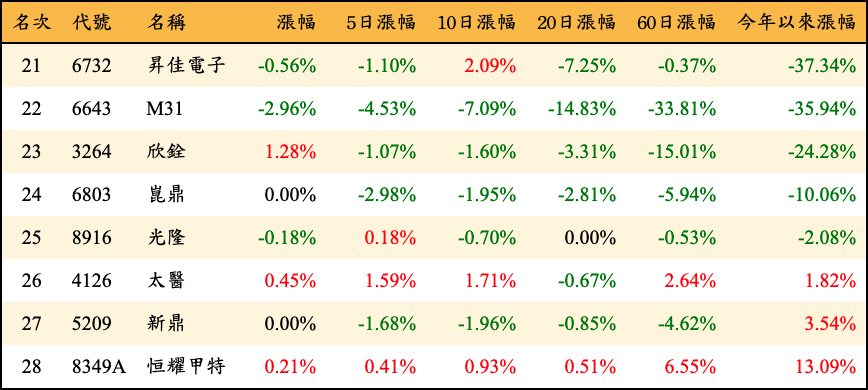 名次 代號 名稱 漲幅 5日漲幅 10日漲幅 20日漲幅 60日漲幅 今年以來漲幅
21 6732 昇佳電子 -0.56% -1.10% 2.09% -7.25% -0.37% -37.34%
22 6643 M31 -2.96% -4.53% -7.09% -14.83% -33.81% -35.94%
23 3264 欣銓 1.28% -1.07% -1.60% -3.31% -15.01% -24.28%
24 6803 崑鼎 0.00% -2.98% -1.95% -2.81% -5.94% -10.06%
25 8916 光隆 -0.18% 0.18% -0.70% 0.00% -0.53% -2.08%
26 4126 太醫 0.45% 1.59% 1.71% -0.67% 2.64% 1.82%
27 5209 新鼎 0.00% -1.68% -1.96% -0.85% -4.62% 3.54%
28 8349A 恒耀甲特 0.21% 0.41% 0.93% 0.51% 6.55% 13.09%